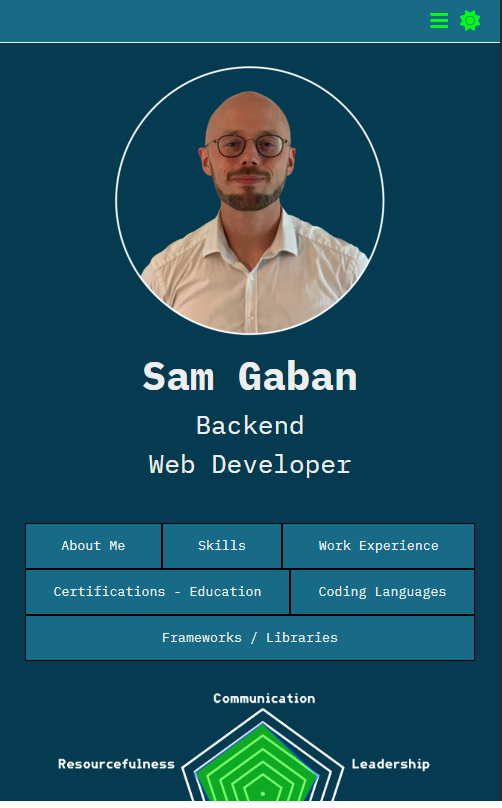 Sam Gaban
Backend
Web Developer
About Me
Skills
Work Experience
Certifications - Education
Coding Languages
Frameworks / Libraries
Communication
Resourcefulness
Leadership